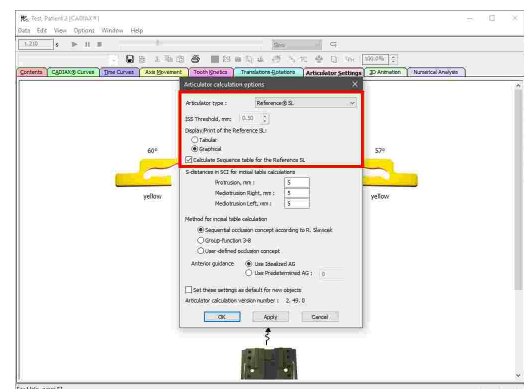 Test, Patient J (CADIAX®)
Data Edit View Options Window Help
1.210 s
Slow
100.0%
Contents CADIAX® Curves Time Curves Axis Movement Tooth Kinetics Translations-Rotations Articulator Settings 3D Animation Numerical Analysis
Articulator calculation options
Articulator type : Reference® SL
ISS Threshold, mm: 0.50
Display/Print of the Reference SL:
Tabular
Graphical
Calculate Sequence table for the Reference SL
60° 57°
S-distances in SCI for incisal table calculations
Protrusion, mm : 5
Mediotrusion Right, mm : 5
Mediotrusion Left, mm : 5
yellow yellow
Method for incisal table calculation
Sequential occlusion concept according to R. Slavicek
Group-function 3-8
User-defined occlusion concept
Anterior guidance Use Idealized AG
Use Predetermined AG : 0
Set these settings as default for new objects
Articulator calculation version number : 2. 49. 0
OK Apply Cancel